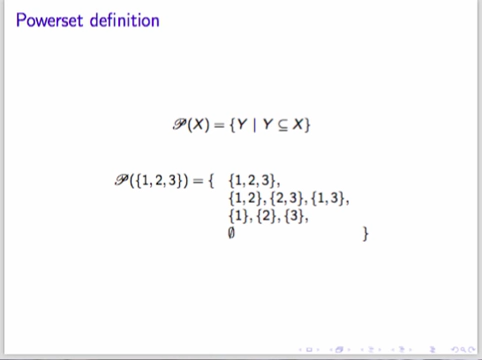 Powerset definition
𝒫(X) = {Y | Y ⊆ X}
𝒫({1, 2, 3}) = { {1, 2, 3},
{1, 2}, {2, 3}, {1, 3},
{1}, {2}, {3},
∅ }